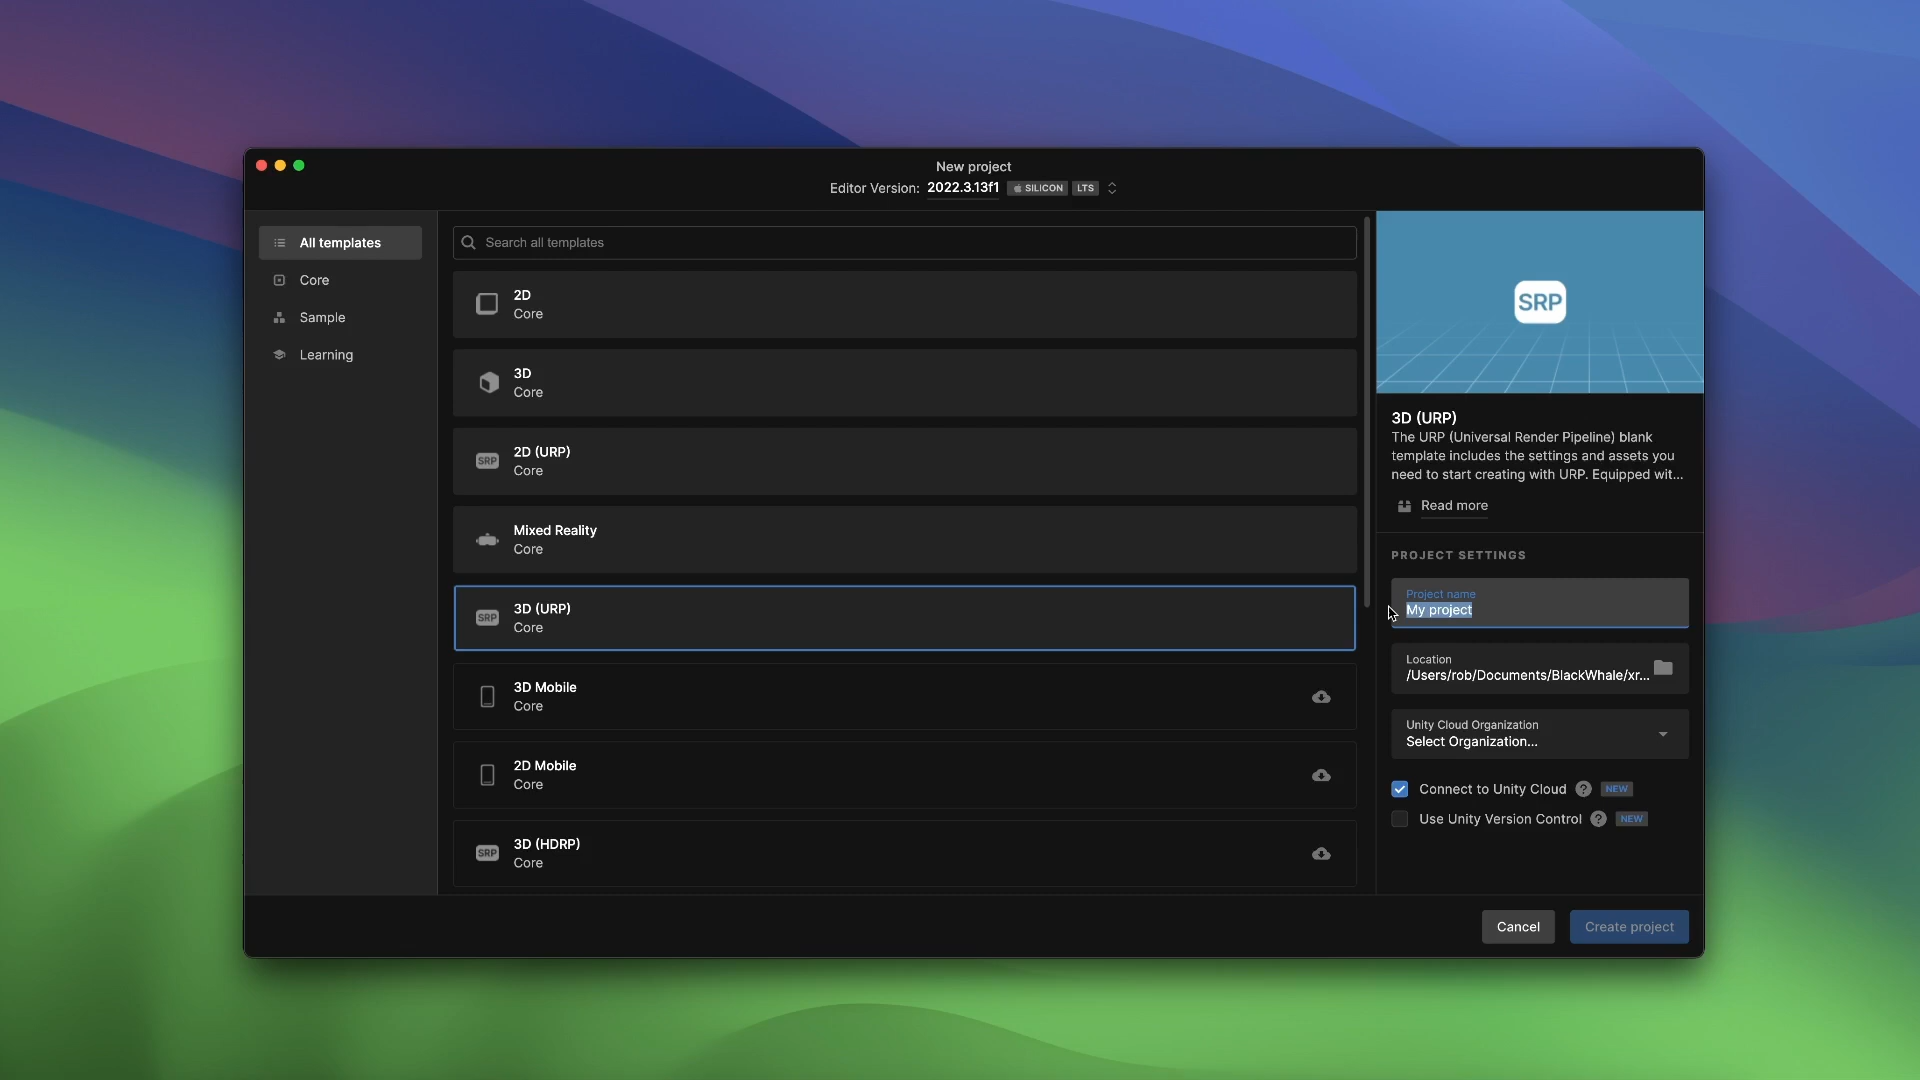 New project
Editor Version: 2022.3.13f1 SILICON LTS
All templates
Core
Sample
Learning
Search all templates
2D
Core
3D
Core
SRP
2D (URP)
Core
Mixed Reality
Core
SRP
3D (URP)
Core
3D Mobile
Core
2D Mobile
Core
SRP
3D (HDRP)
Core
SRP
3D (URP)
The URP (Universal Render Pipeline) blank
template includes the settings and assets you
need to start creating with URP. Equipped wit...
Read more
PROJECT SETTINGS
Project name
My project
Location
/Users/rob/Documents/BlackWhale/xr...
Unity Cloud Organization
Select Organization...
Connect to Unity Cloud ? NEW
Use Unity Version Control ? NEW
Cancel
Create project